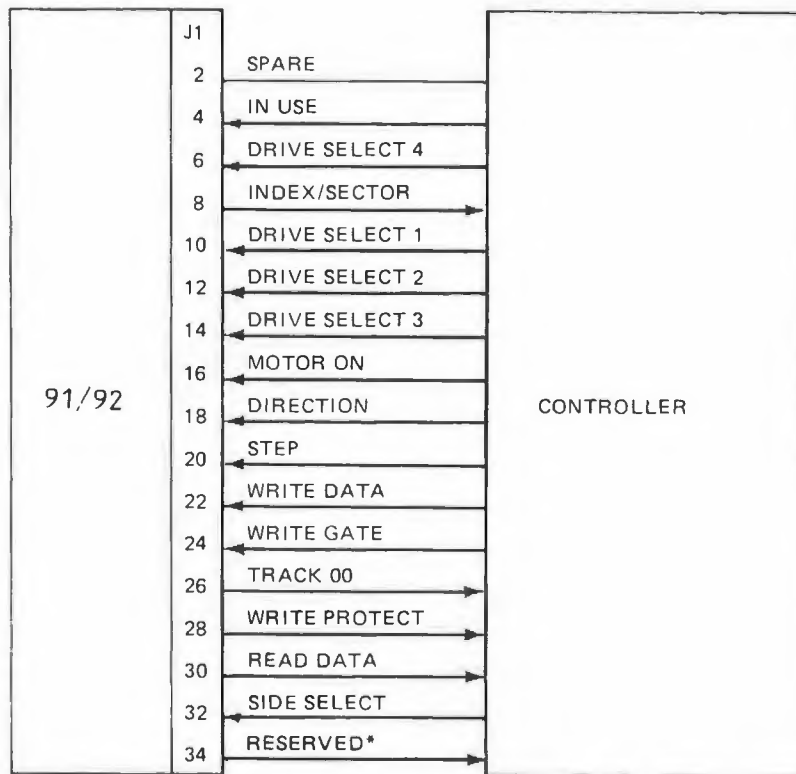 J1
2 SPARE
4 IN USE
6 DRIVE SELECT 4
8 INDEX/SECTOR
10 DRIVE SELECT 1
12 DRIVE SELECT 2
14 DRIVE SELECT 3
16 MOTOR ON
91/92
18 DIRECTION
CONTROLLER
20 STEP
22 WRITE DATA
24 WRITE GATE
26 TRACK 00
28 WRITE PROTECT
30 READ DATA
32 SIDE SELECT
34 RESERVED*